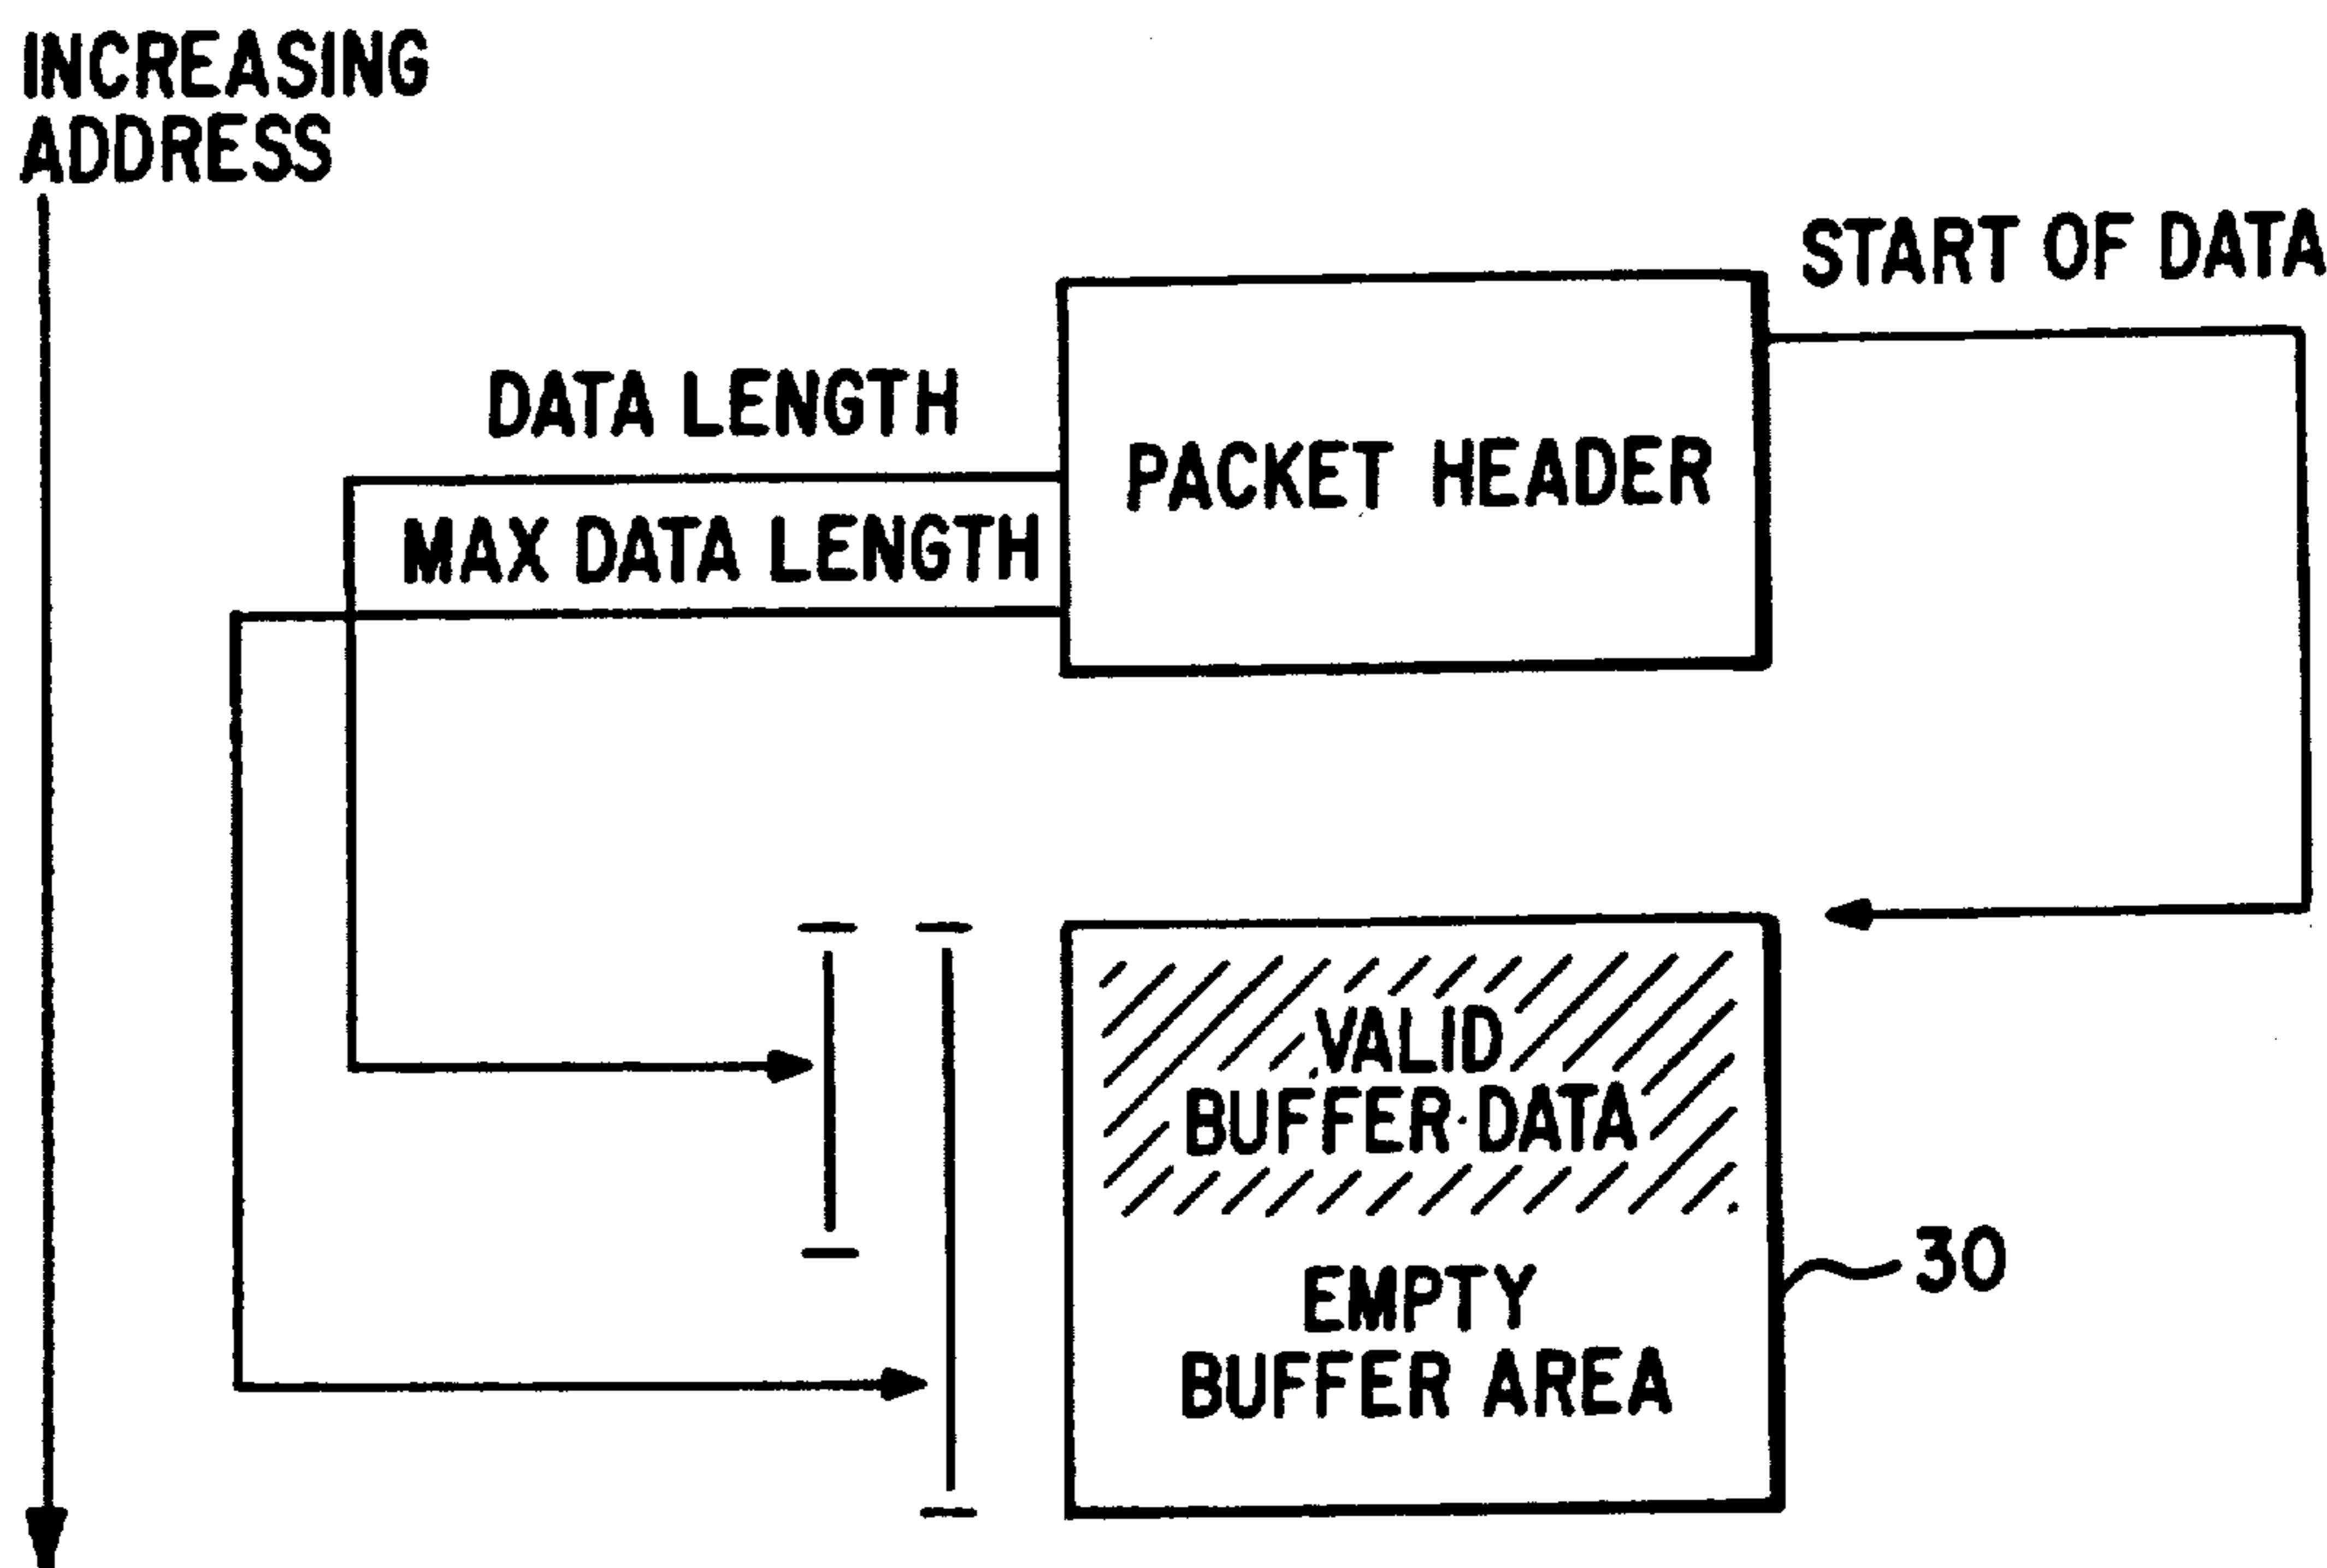 INCREASING
ADDRESS
START OF DATA
DATA LENGTH
PACKET HEADER
MAX DATA LENGTH
VALID
BUFFER DATA
30
EMPTY
BUFFER AREA